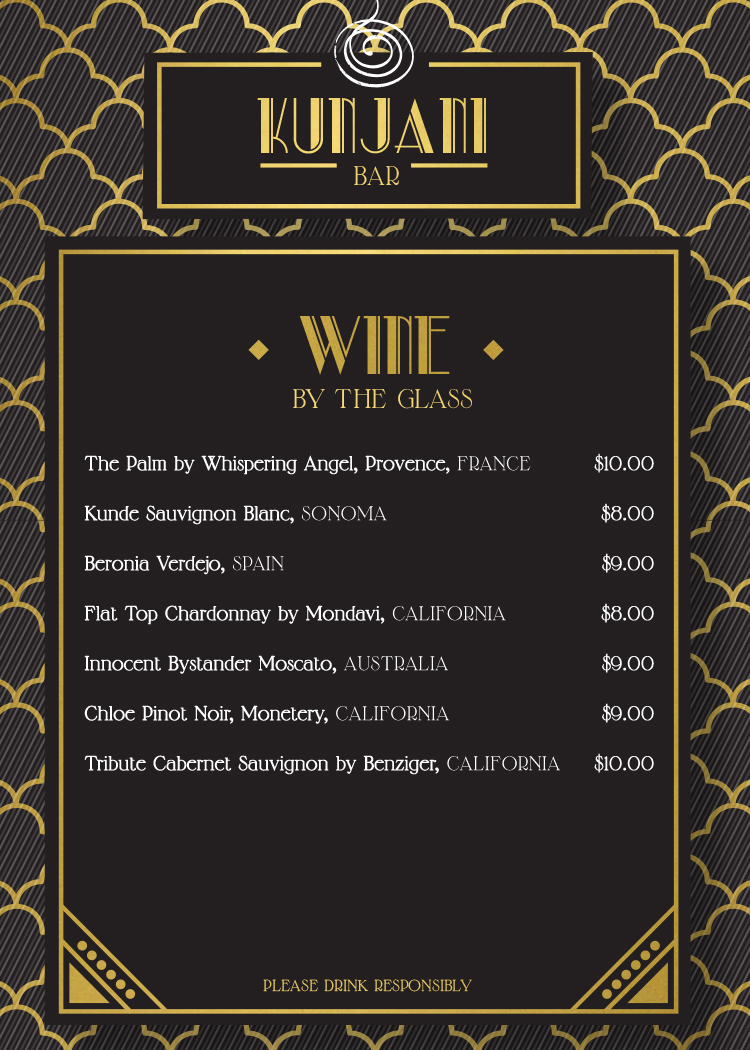 KUNJANI
BAR
WINE
BY THE GLASS
The Palm by Whispering Angel, Provence, FRANCE $10.00
Kunde Sauvignon Blanc, SONOMA $8.00
Beronia Verdejo, SPAIN $9.00
Flat Top Chardonnay by Mondavi, CALIFORNIA $8.00
Innocent Bystander Moscato, AUSTRALIA $9.00
Chloe Pinot Noir, Monetery, CALIFORNIA $9.00
Tribute Cabernet Sauvignon by Benziger, CALIFORNIA $10.00
PLEASE DRINK RESPONSIBLY